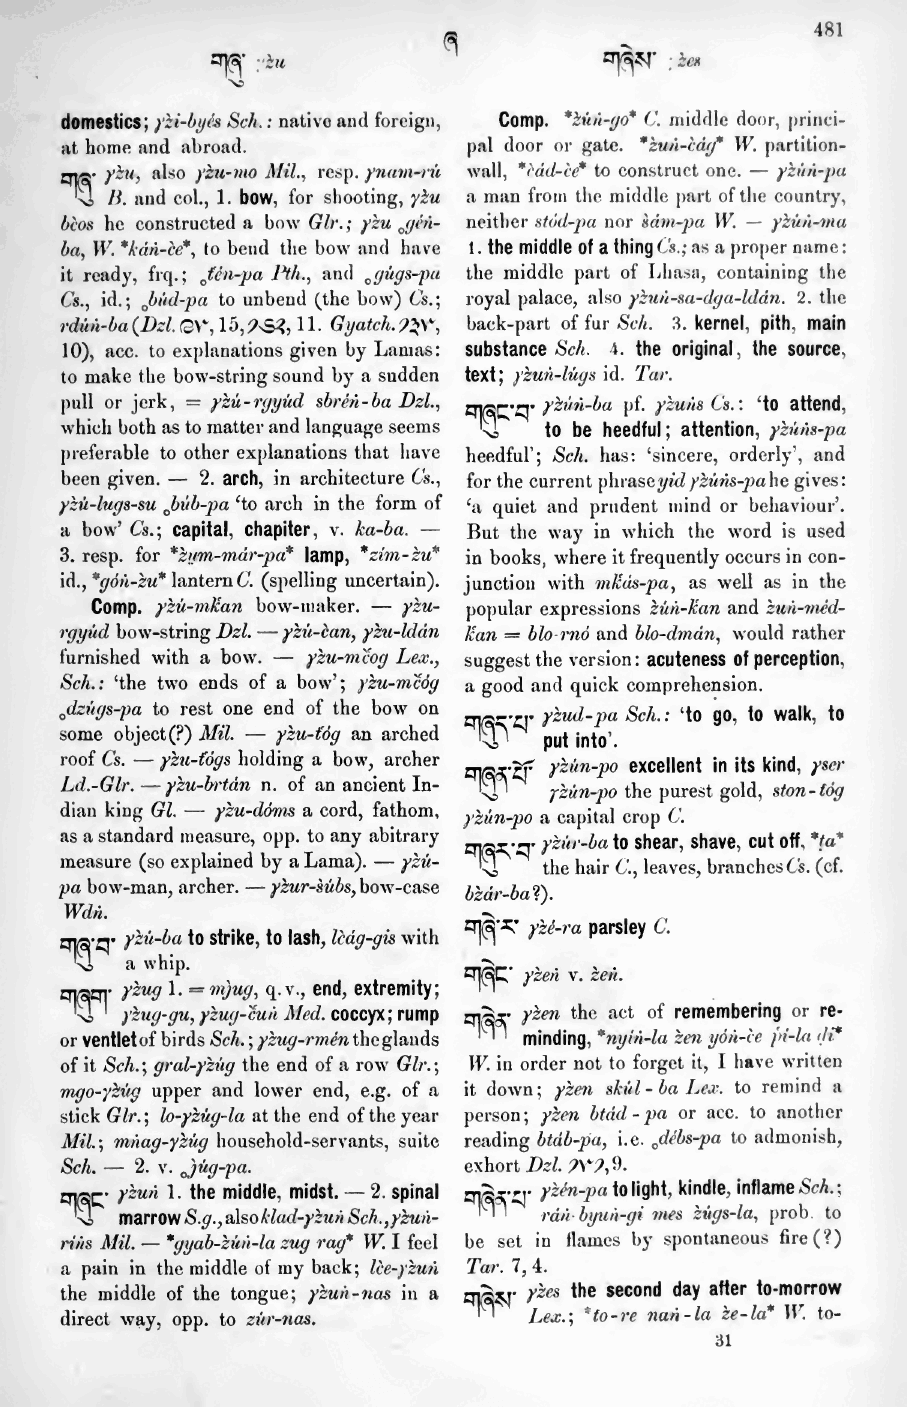 481
གཞུ་ γžu
ཞ
གཞེས་ γžes
domestics; γži-byés Sch.: native and foreign,
at home and abroad.
གཞུ་ γžu, also γžu-mo Mil., resp. γnam-rú
B. and col., 1. bow, for shooting, γžu
bčos he constructed a bow Glr.; γžu ₀géṅ-
ba, W. *káṅ-če*, to bend the bow and have
it ready, frq.; ₀téṅ-pa Pth., and ₀gúgs-pa
Cs., id.; ₀búd-pa to unbend (the bow) Cs.;
rdúṅ-ba (Dzl. 15, 11. Gyatch.
10), acc. to explanations given by Lamas:
to make the bow-string sound by a sudden
pull or jerk, = γžú-rgyúd sbréṅ-ba Dzl.,
which both as to matter and language seems
preferable to other explanations that have
been given. — 2. arch, in architecture Cs.,
γžú-lugs-su ₀búb-pa ‘to arch in the form of
a bow’ Cs.; capital, chapiter, v. ka-ba. —
3. resp. for *žum-már-pa* lamp, *zím-žu*
id., *góṅ-žu* lantern C. (spelling uncertain).
Comp. γžú-mḱan bow-maker. — γžu-
rgyúd bow-string Dzl. — γžú-čan, γžu-ldán
furnished with a bow. — γžu-mčog Lex.,
Sch.: ‘the two ends of a bow’; γžu-mčóg
₀dzúgs-pa to rest one end of the bow on
some object(?) Mil. — γžu-tóg an arched
roof Cs. — γžu-tógs holding a bow, archer
Ld.-Glr. — γžu-brtán n. of an ancient In-
dian king Gl. — γžu-dóms a cord, fathom,
as a standard measure, opp. to any abitrary
measure (so explained by a Lama). — γžú-
pa bow-man, archer. — γžur-šúbs, bow-case
Wdṅ.
གཞུ་བ་ γžú-ba to strike, to lash, lčág-gis with
a whip.
གཞུག་ γžug 1. = mǰug, q.v., end, extremity;
γžug-gu, γžug-čuṅ Med. coccyx; rump
or ventlet of birds Sch.; γžug-rmén the glands
of it Sch.; gral-γžúg the end of a row Glr.;
mgo-γžúg upper and lower end, e.g. of a
stick Glr.; lo-γžúg-la at the end of the year
Mil.; mṅag-γžúg household-servants, suite
Sch. — 2. v. ₀ǰúg-pa.
གཞུང་ γžuṅ 1. the middle, midst. — 2. spinal
marrow S.g., also klad-γžuṅ Sch., γžuṅ-
riṅs Mil. — *gyab-žúṅ-la zug rag* W. I feel
a pain in the middle of my back; lče-γžuṅ
the middle of the tongue; γžuṅ-nas in a
direct way, opp. to zúr-nas.
Comp. *žúṅ-go* C. middle door, princi-
pal door or gate. *žuṅ-čág* W. partition-
wall, *čád-če* to construct one. — γžúṅ-pa
a man from the middle part of the country,
neither stód-pa nor šám-pa W. — γžúṅ-ma
1. the middle of a thing Cs.; as a proper name:
the middle part of Lhasa, containing the
royal palace, also γžuṅ-sa-dga-ldán. 2. the
back-part of fur Sch. 3. kernel, pith, main
substance Sch. 4. the original, the source,
text; γžuṅ-lúgs id. Tar.
གཞུང་བ་ γžúṅ-ba pf. γžuṅs Cs.: ‘to attend,
to be heedful; attention, γžúṅs-pa
heedful’; Sch. has: ‘sincere, orderly’, and
for the current phrase yid γžúṅs-pa he gives:
‘a quiet and prudent mind or behaviour’.
But the way in which the word is used
in books, where it frequently occurs in con-
junction with mḱás-pa, as well as in the
popular expressions žúṅ-ḱan and žuṅ-méd-
ḱan = blo-rnó and blo-dmán, would rather
suggest the version: acuteness of perception,
a good and quick comprehension.
གཞུད་པ་ γžud-pa Sch.: ‘to go, to walk, to
put into’.
གཞུན་པོ་ γžún-po excellent in its kind, γser
γžún-po the purest gold, ston-tóg
γžún-po a capital crop C.
གཞུར་བ་ γžúr-ba to shear, shave, cut off, *ṭa*
the hair C., leaves, branches Cs. (cf.
bžár-ba?).
གཞེ་ར་ γžé-ra parsley C.
གཞེང་ γžeṅ v. žeṅ.
གཞེན་ γžen the act of remembering or re-
minding, *nyiṅ-la žen yóṅ-če ṗi-la ḍi*
W. in order not to forget it, I have written
it down; γžen skúl-ba Lex. to remind a
person; γžen btád-pa or acc. to another
reading btáb-pa, i.e. ₀débs-pa to admonish,
exhort Dzl. 9.
གཞེན་པ་ γžén-pa to light, kindle, inflame Sch.;
ráṅ-byuṅ-gi mes žúgs-la, prob. to
be set in flames by spontaneous fire (?)
Tar. 7, 4.
གཞེས་ γžes the second day after to-morrow
Lex.; *to-re naṅ-la že-la* W. to-
31